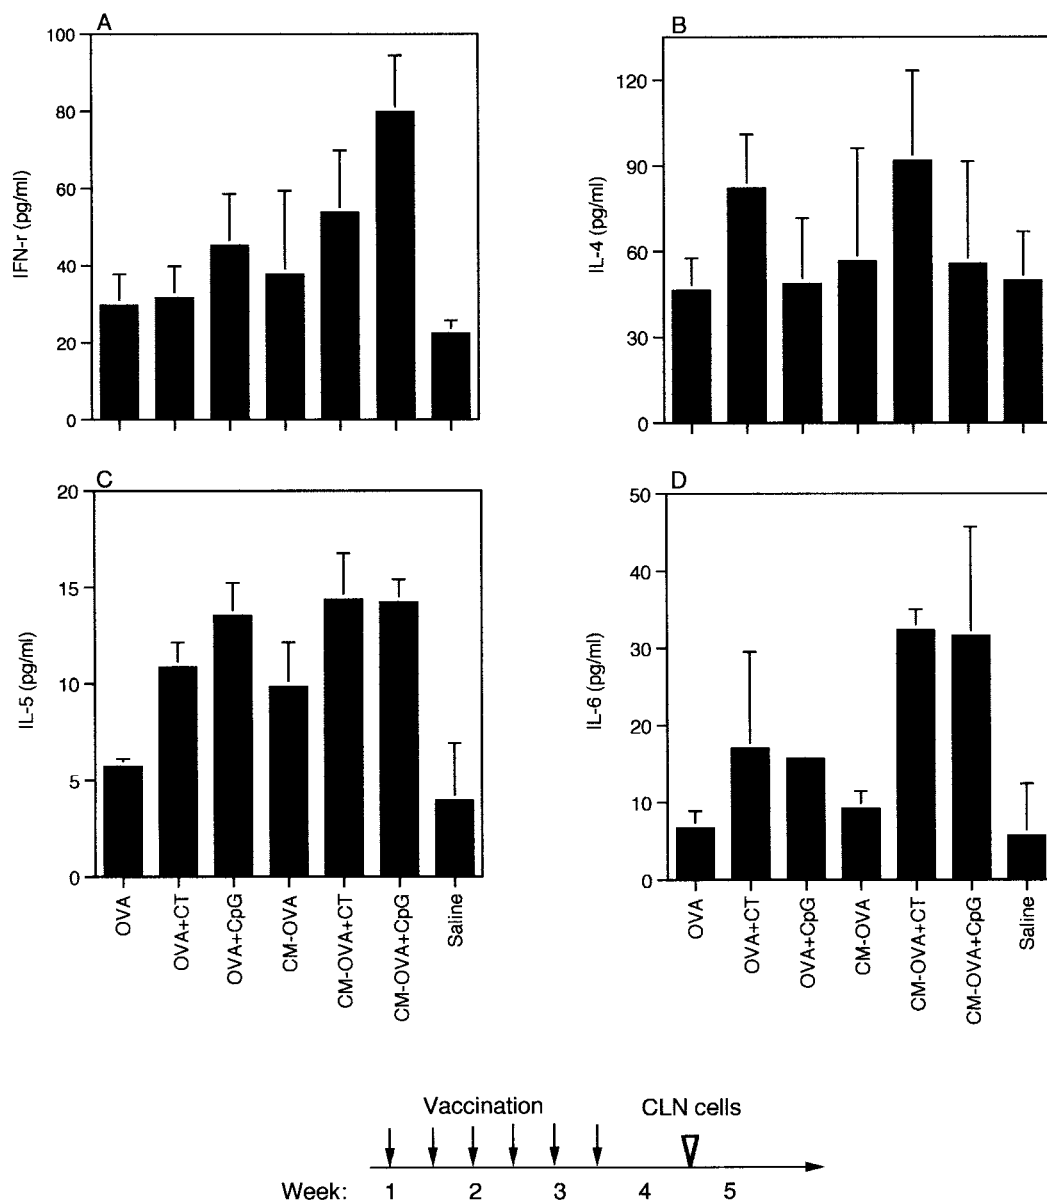 A
100
80
60
40
20
0
IFN-r (pg/ml)
B
120
90
60
30
0
IL-4 (pg/ml)
C
20
15
10
5
0
IL-5 (pg/ml)
OVA
OVA+CT
OVA+CpG
CM-OVA
CM-OVA+CT
CM-OVA+CpG
Saline
D
50
40
30
20
10
0
IL-6 (pg/ml)
OVA
OVA+CT
OVA+CpG
CM-OVA
CM-OVA+CT
CM-OVA+CpG
Saline
Vaccination CLN cells
Week: 1 2 3 4 5